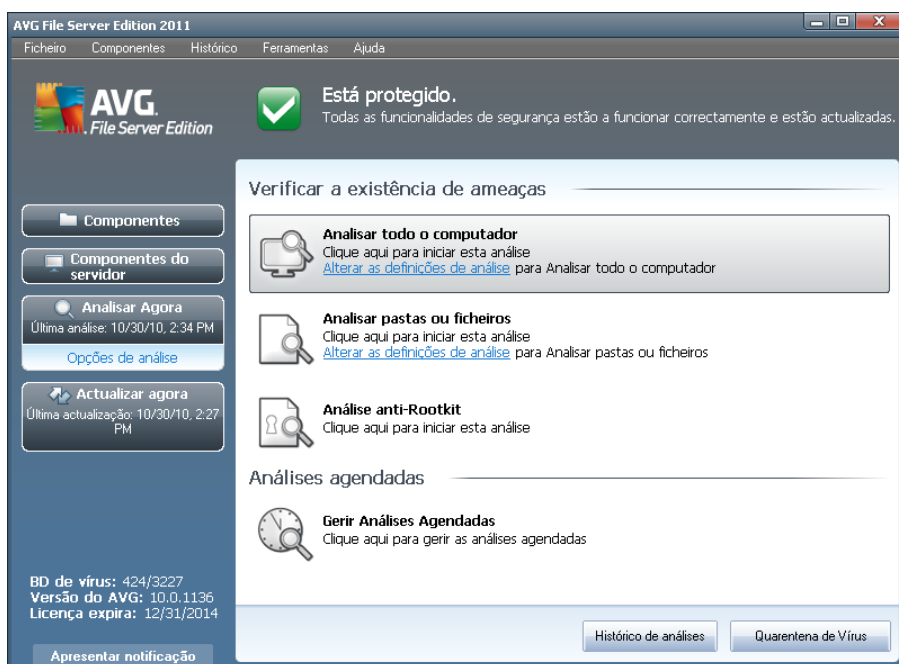 AVG File Server Edition 2011
Ficheiro Componentes Histórico Ferramentas Ajuda
AVG.
File Server Edition
Está protegido.
Todas as funcionalidades de segurança estão a funcionar correctamente e estão actualizadas.
Componentes
Componentes do
servidor
Analisar Agora
Última análise: 10/30/10, 2:34 PM
Opções de análise
Actualizar agora
Última actualização: 10/30/10, 2:27
PM
BD de vírus: 424/3227
Versão do AVG: 10.0.1136
Licença expira: 12/31/2014
Apresentar notificação
Verificar a existência de ameaças
Analisar todo o computador
Clique aqui para iniciar esta análise
Alterar as definições de análise para Analisar todo o computador
Analisar pastas ou ficheiros
Clique aqui para iniciar esta análise
Alterar as definições de análise para Analisar pastas ou ficheiros
Análise anti-Rootkit
Clique aqui para iniciar esta análise
Análises agendadas
Gerir Análises Agendadas
Clique aqui para gerir as análises agendadas
Histórico de análises
Quarentena de Vírus